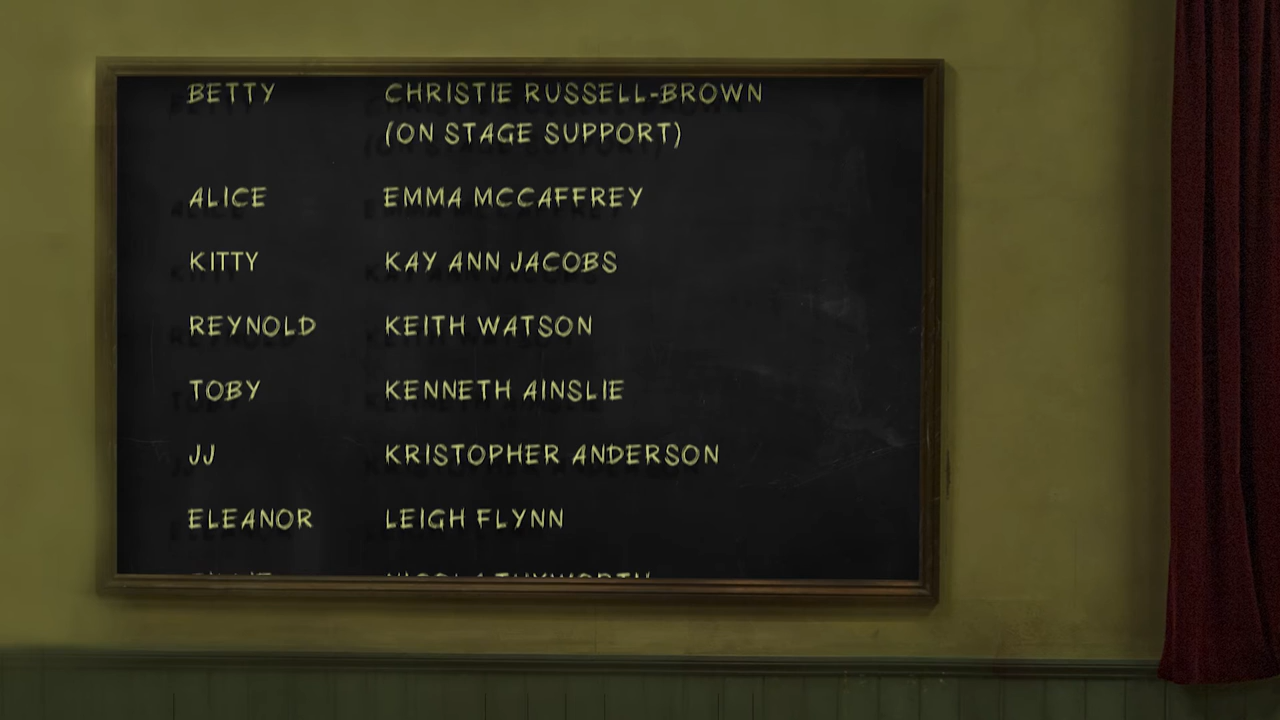 BETTY CHRISTIE RUSSELL-BROWN
(ON STAGE SUPPORT)
ALICE EMMA MCCAFFREY
KITTY KAY ANN JACOBS
REYNOLD KEITH WATSON
TOBY KENNETH AINSLIE
JJ KRISTOPHER ANDERSON
ELEANOR LEIGH FLYNN